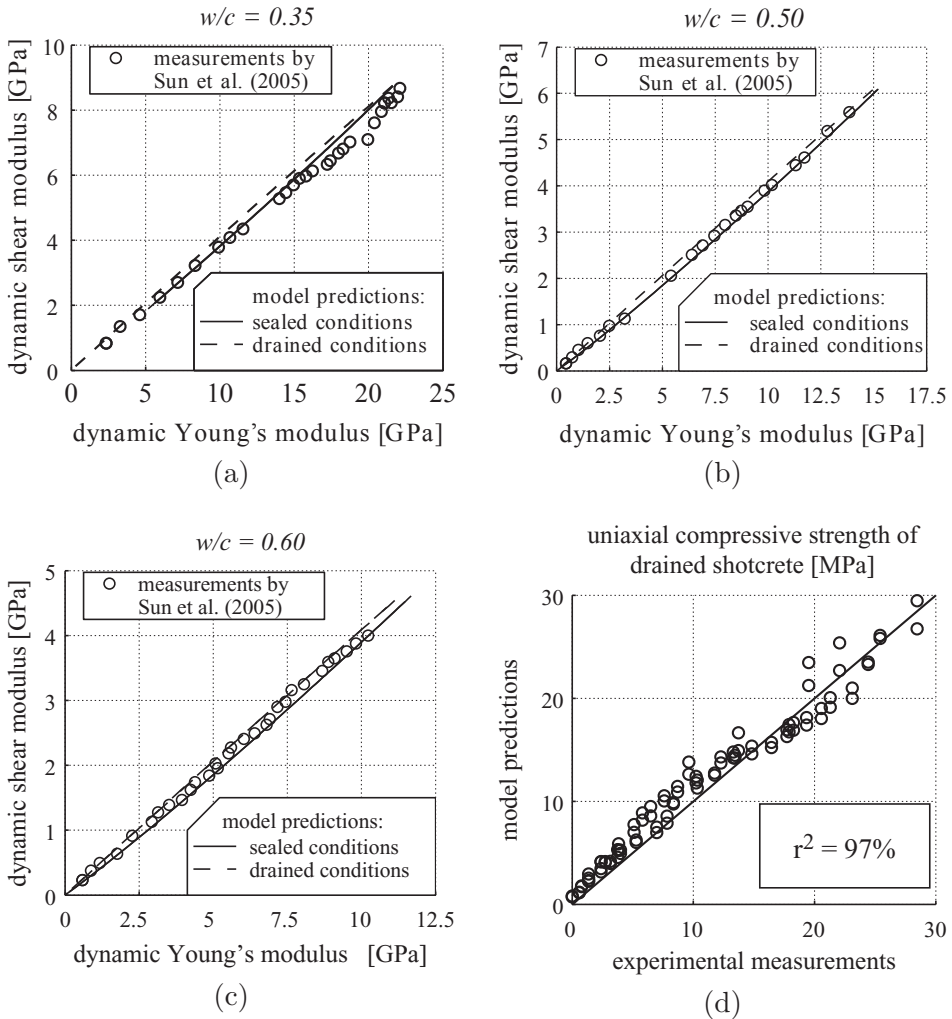 w/c = 0.35
dynamic shear modulus [GPa]
10
8
6
4
2
0
measurements by
Sun et al. (2005)
model predictions:
sealed conditions
drained conditions
0 5 10 15 20 25
dynamic Young's modulus [GPa]
(a)
w/c = 0.50
dynamic shear modulus [GPa]
7
6
5
4
3
2
1
0
measurements by
Sun et al. (2005)
model predictions:
sealed conditions
drained conditions
0 2.5 5 7.5 10 12.5 15 17.5
dynamic Young's modulus [GPa]
(b)
w/c = 0.60
dynamic shear modulus [GPa]
5
4
3
2
1
0
measurements by
Sun et al. (2005)
model predictions:
sealed conditions
drained conditions
0 2.5 5 7.5 10 12.5
dynamic Young's modulus [GPa]
(c)
uniaxial compressive strength of
drained shotcrete [MPa]
model predictions
30
20
10
0
r² = 97%
0 10 20 30
experimental measurements
(d)